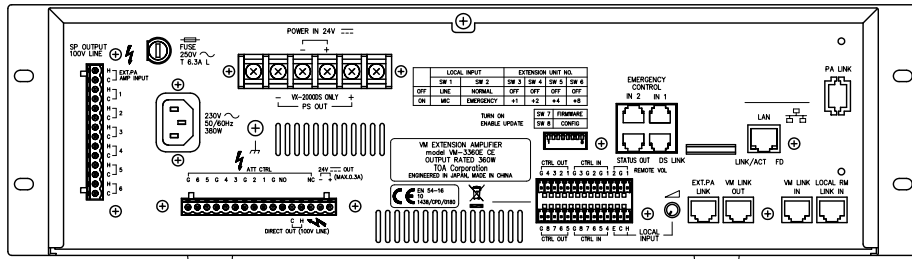 POWER IN 24V
- +
SP OUTPUT
100V LINE
FUSE
250V
T 6.3A L
H EXT.PA
C AMP INPUT
H 1
C
H 2
C
H 3
C
H 4
C
H 5
C
H 6
C
- VX-2000DS ONLY +
PS OUT
230V
50/60Hz
380W
LOCAL INPUT EXTENSION UNIT NO.
SW 1 SW 2 SW 3 SW 4 SW 5 SW 6
OFF LINE NORMAL OFF OFF OFF OFF
ON MIC EMERGENCY +1 +2 +4 +8
TURN ON SW 7 FIRMWARE
ENABLE UPDATE SW 8 CONFIG
EMERGENCY
CONTROL
IN 2 IN 1
STATUS OUT DS LINK
PA LINK
LAN
LINK/ACT FD
VM EXTENSION AMPLIFIER
model VM-3360E CE
OUTPUT RATED 360W
TOA Corporation
ENGINEERED IN JAPAN, MADE IN CHINA
CE EN 54-16
10
1438/CPD/0180
ATT CTRL 24V OUT
G 6 5 G 4 3 G 2 1 G GND NC - + (MAX.0.3A)
C H
DIRECT OUT (100V LINE)
CTRL OUT CTRL IN
G 4 3 2 1 G 3 G 2 G 1 2 G 1
REMOTE VOL
G 8 7 6 5 G 8 7 6 5 4 E C H
CTRL OUT CTRL IN LOCAL
INPUT
EXT.PA
LINK
VM LINK
OUT
VM LINK
IN
LOCAL RM
LINK IN